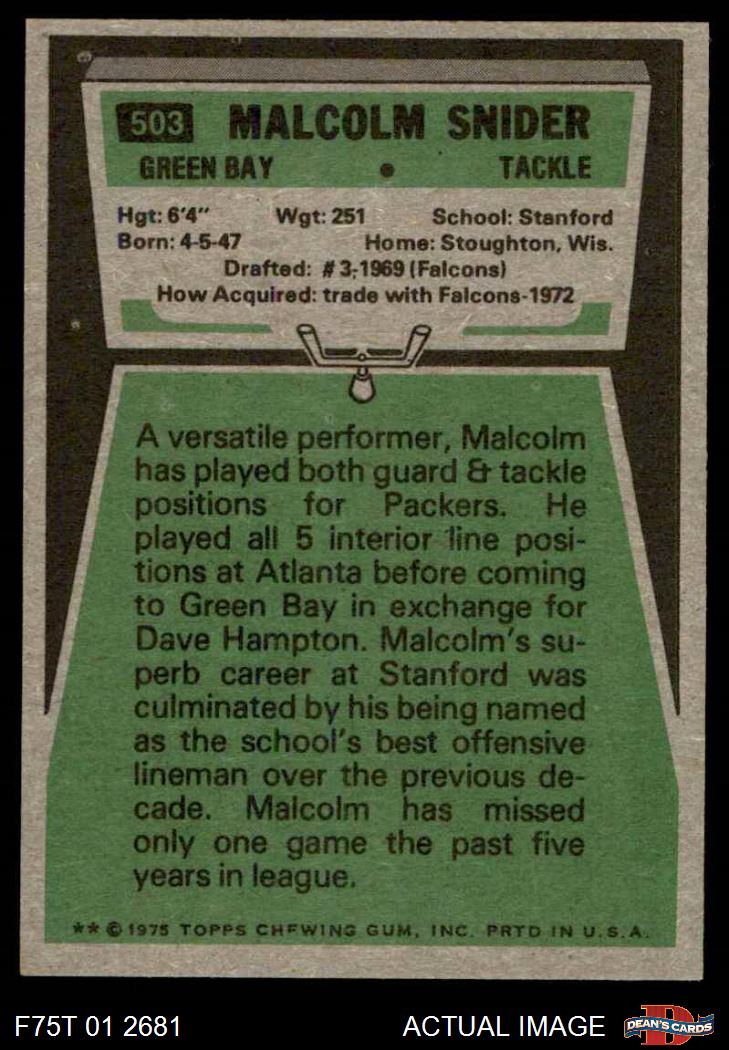 503 MALCOLM SNIDER
GREEN BAY • TACKLE
Hgt: 6'4" Wgt: 251 School: Stanford
Born: 4-5-47 Home: Stoughton, Wis.
Drafted: #3-1969 (Falcons)
How Acquired: trade with Falcons-1972
A versatile performer, Malcolm
has played both guard & tackle
positions for Packers. He
played all 5 interior line posi-
tions at Atlanta before coming
to Green Bay in exchange for
Dave Hampton. Malcolm's su-
perb career at Stanford was
culminated by his being named
as the school's best offensive
lineman over the previous de-
cade. Malcolm has missed
only one game the past five
years in league.
** © 1975 TOPPS CHEWING GUM, INC. PRTD IN U.S.A.
F75T 01 2681 ACTUAL IMAGE D DEAN'S CARDS